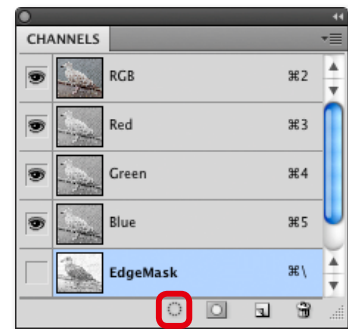 CHANNELS
RGB ⌘2
Red ⌘3
Green ⌘4
Blue ⌘5
EdgeMask ⌘\